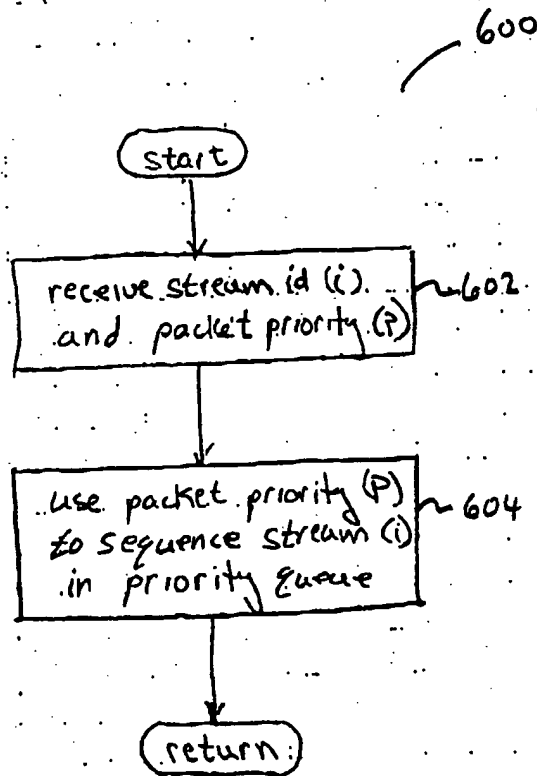 600
start
receive stream id (i)
and packet priority (P)
602
use packet priority (P)
to sequence stream (i)
in priority queue
604
return